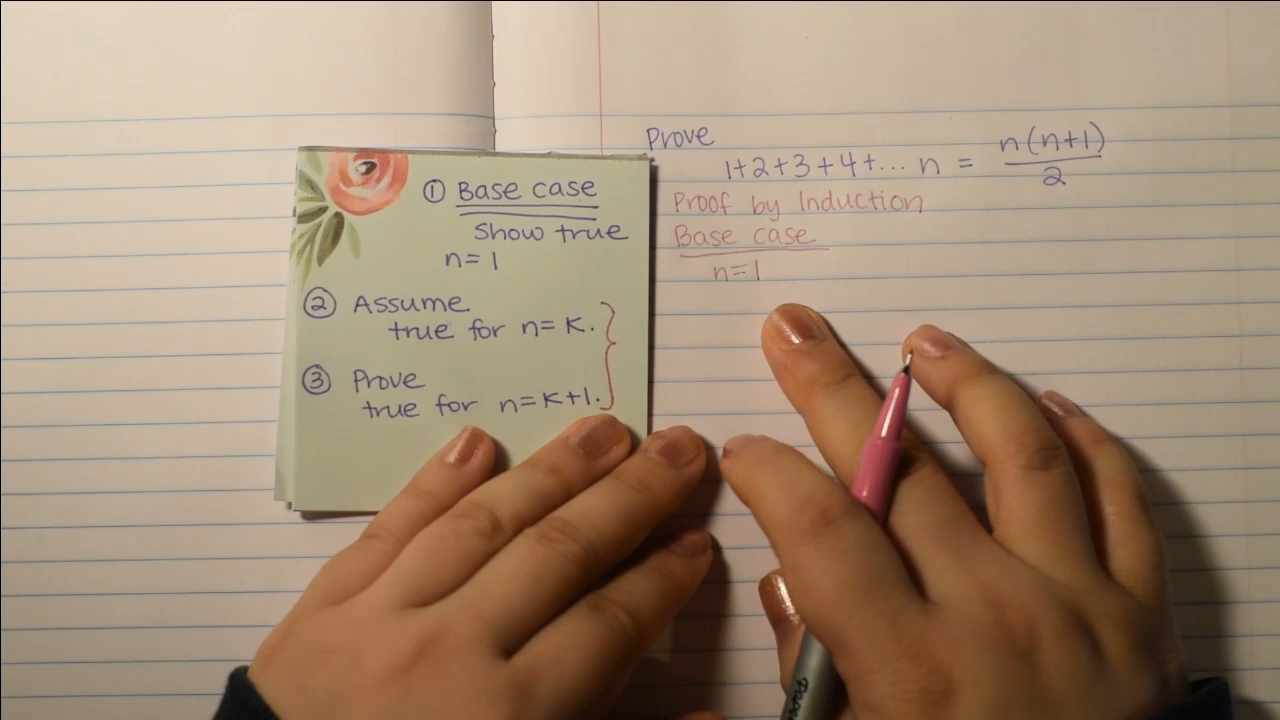 ① Base case
Show true
n=1
② Assume
true for n=K.
③ Prove
true for n=K+1.
Prove
1+2+3+4+... n = n(n+1)/2
Proof by Induction
Base case
n=1